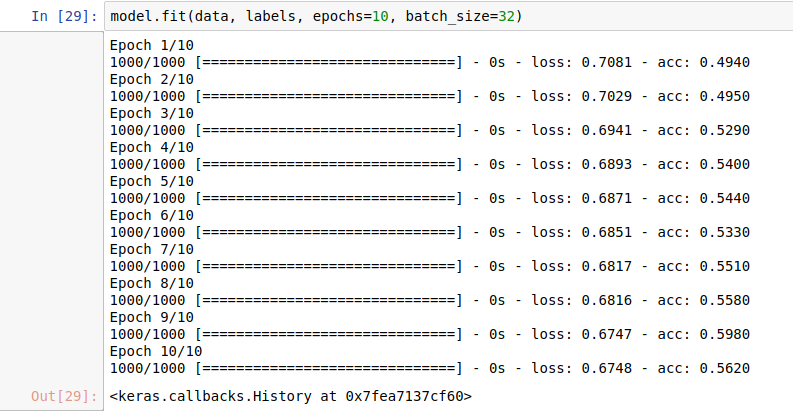 In [29]: model.fit(data, labels, epochs=10, batch_size=32)
Epoch 1/10
1000/1000 [==============================] - 0s - loss: 0.7081 - acc: 0.4940
Epoch 2/10
1000/1000 [==============================] - 0s - loss: 0.7029 - acc: 0.4950
Epoch 3/10
1000/1000 [==============================] - 0s - loss: 0.6941 - acc: 0.5290
Epoch 4/10
1000/1000 [==============================] - 0s - loss: 0.6893 - acc: 0.5400
Epoch 5/10
1000/1000 [==============================] - 0s - loss: 0.6871 - acc: 0.5440
Epoch 6/10
1000/1000 [==============================] - 0s - loss: 0.6851 - acc: 0.5330
Epoch 7/10
1000/1000 [==============================] - 0s - loss: 0.6817 - acc: 0.5510
Epoch 8/10
1000/1000 [==============================] - 0s - loss: 0.6816 - acc: 0.5580
Epoch 9/10
1000/1000 [==============================] - 0s - loss: 0.6747 - acc: 0.5980
Epoch 10/10
1000/1000 [==============================] - 0s - loss: 0.6748 - acc: 0.5620
Out[29]: <keras.callbacks.History at 0x7fea7137cf60>